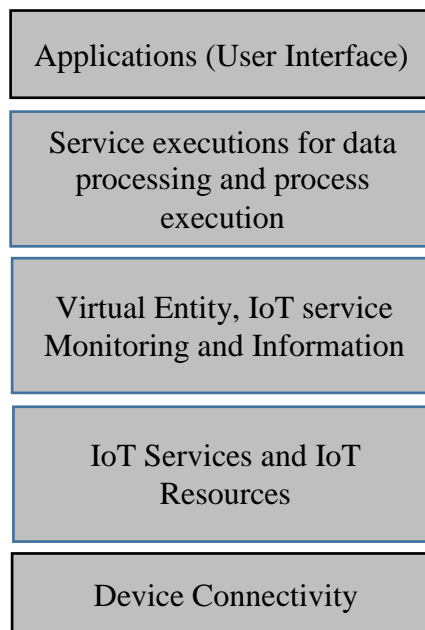 Applications (User Interface)
Service executions for data
processing and process
execution
Virtual Entity, IoT service
Monitoring and Information
IoT Services and IoT
Resources
Device Connectivity